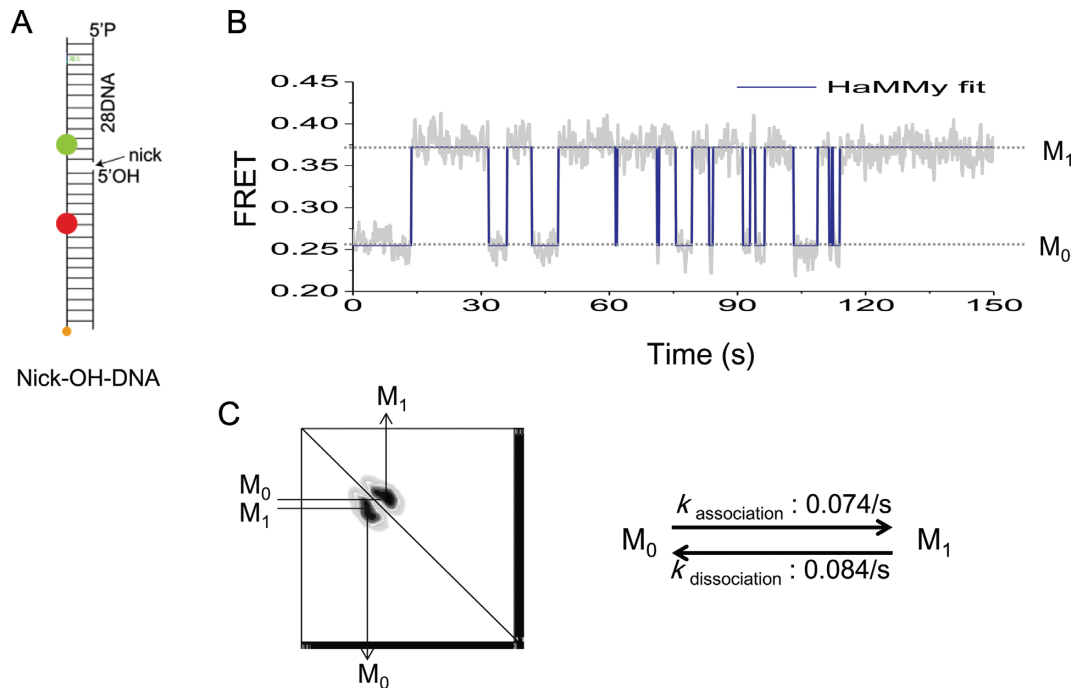 A
5'P
28DNA
nick
5'OH
Nick-OH-DNA
B
0.45
0.40
0.35
0.30
0.25
0.20
FRET
HaMMy fit
M1
M0
0
30
60
90
120
150
Time (s)
C
M1
M0
M1
M0
k association : 0.074/s
M0
M1
k dissociation : 0.084/s